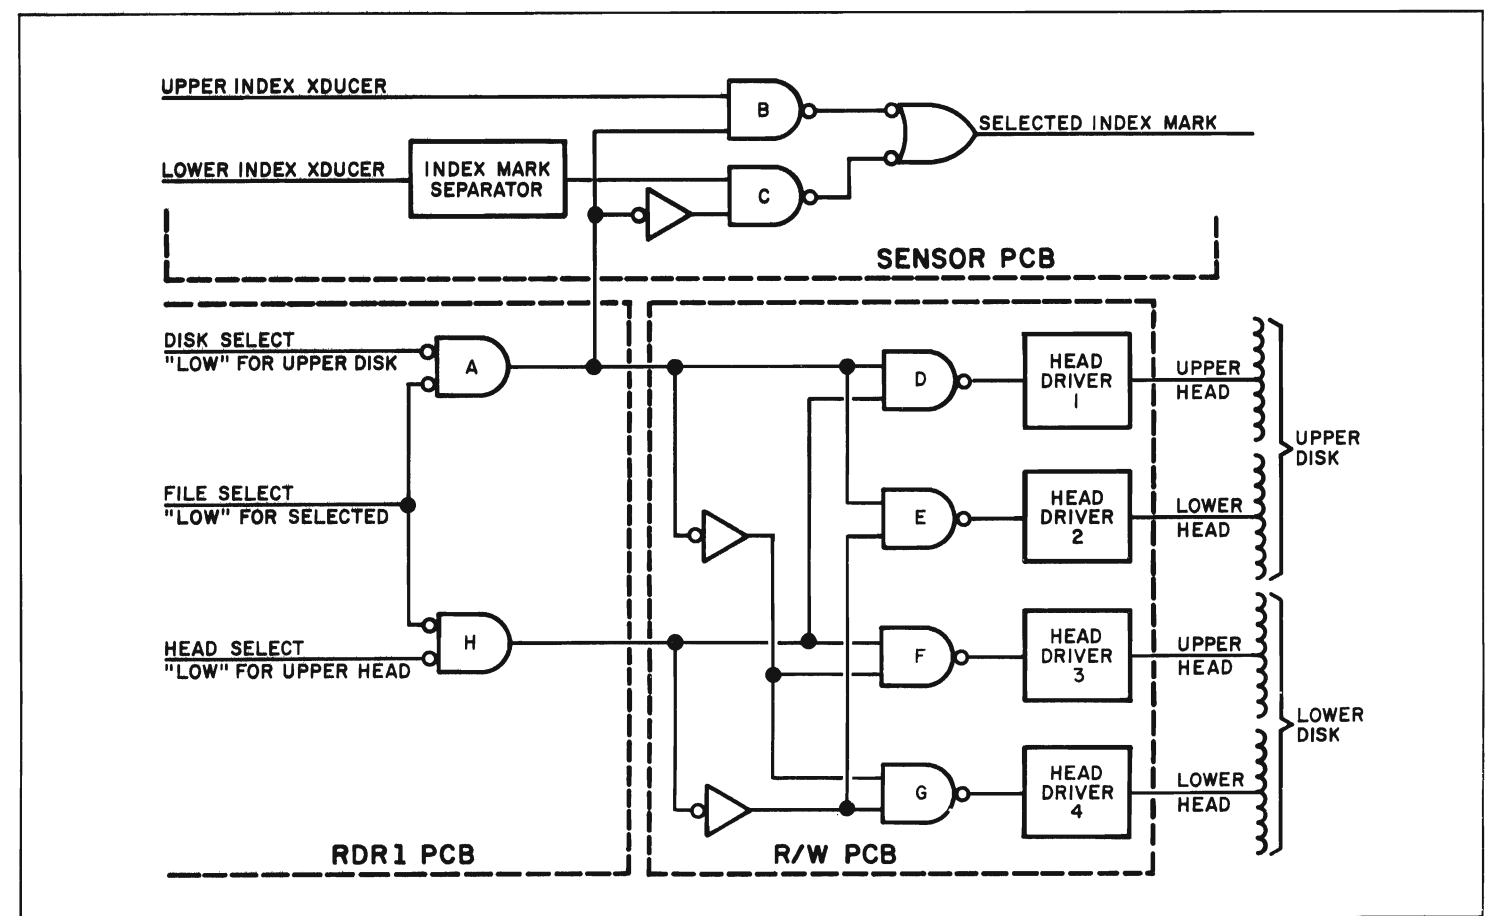 UPPER INDEX XDUCER
B
SELECTED INDEX MARK
LOWER INDEX XDUCER
INDEX MARK
SEPARATOR
C
SENSOR PCB
DISK SELECT
"LOW" FOR UPPER DISK
A
FILE SELECT
"LOW" FOR SELECTED
HEAD SELECT
"LOW" FOR UPPER HEAD
H
RDR1 PCB
D
HEAD
DRIVER
1
UPPER
HEAD
E
HEAD
DRIVER
2
LOWER
HEAD
UPPER
DISK
F
HEAD
DRIVER
3
UPPER
HEAD
G
HEAD
DRIVER
4
LOWER
HEAD
LOWER
DISK
R/W PCB